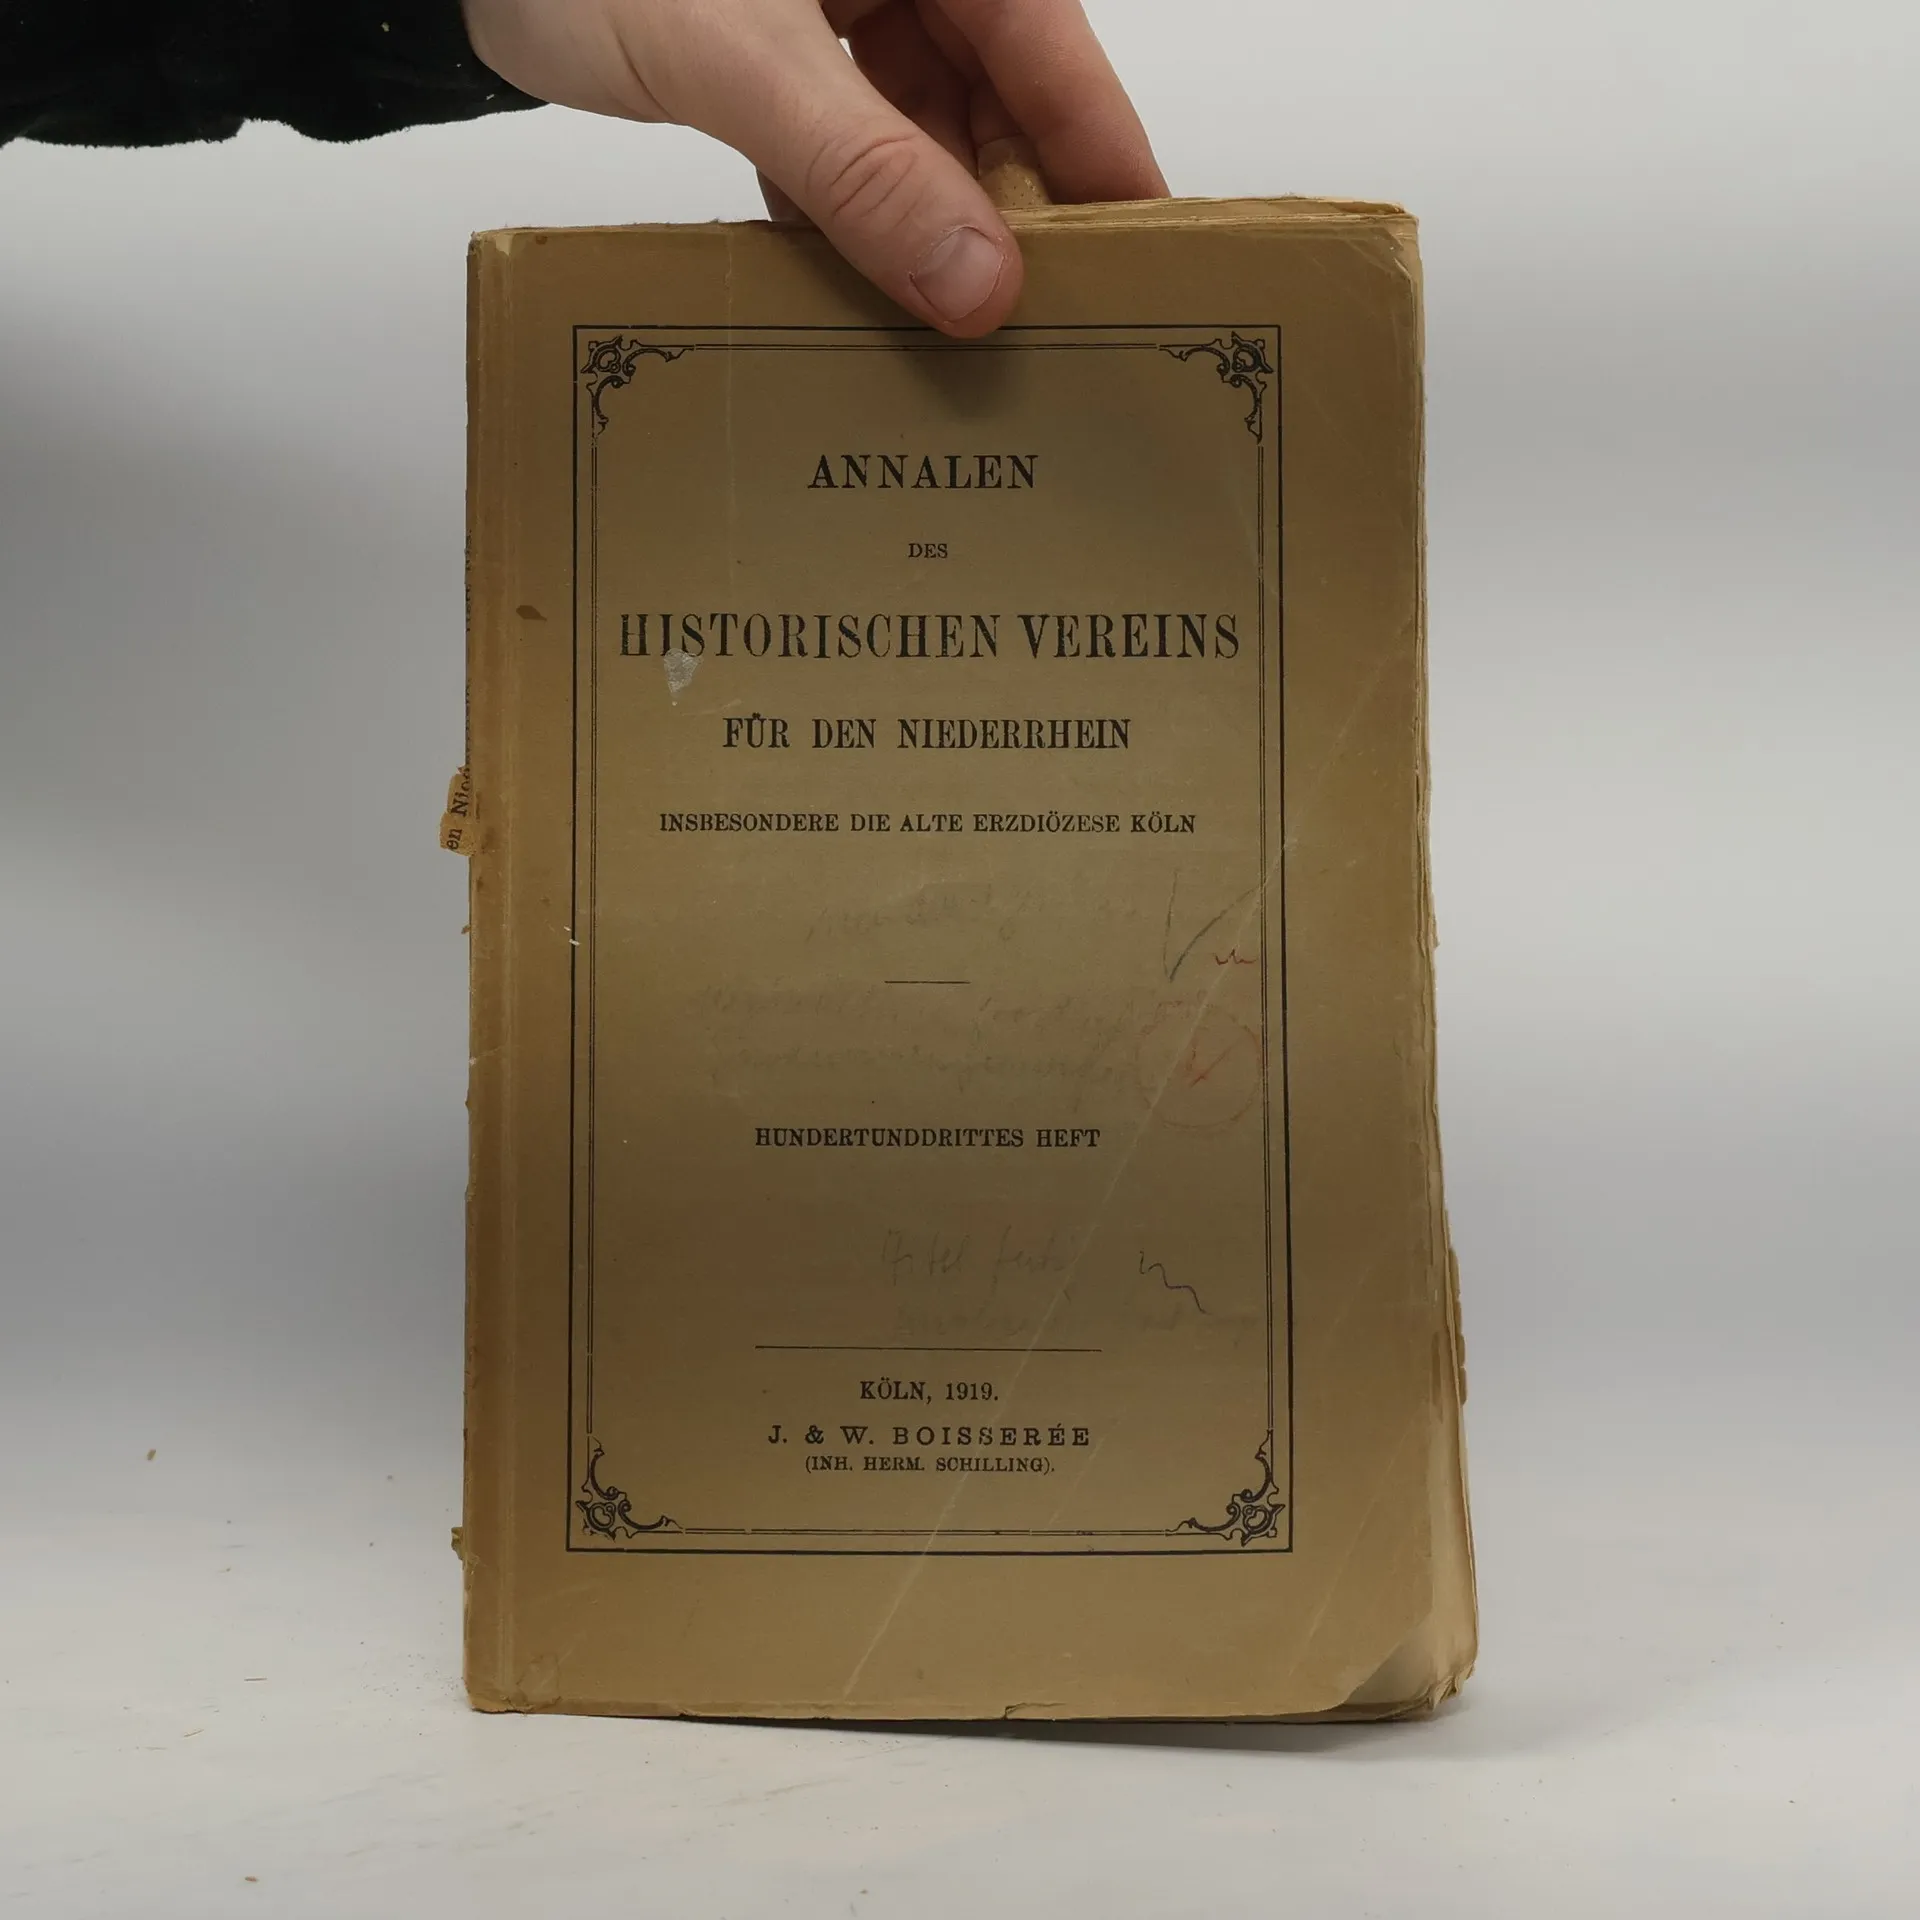 ANNALEN
DES
HISTORISCHEN VEREINS
FÜR DEN NIEDERRHEIN
INSBESONDERE DIE ALTE ERZDIÖZESE KÖLN
HUNDERTUNDDRITTES HEFT
KÖLN, 1919.
J. & W. BOISSERÉE
(INH. HERM. SCHILLING).